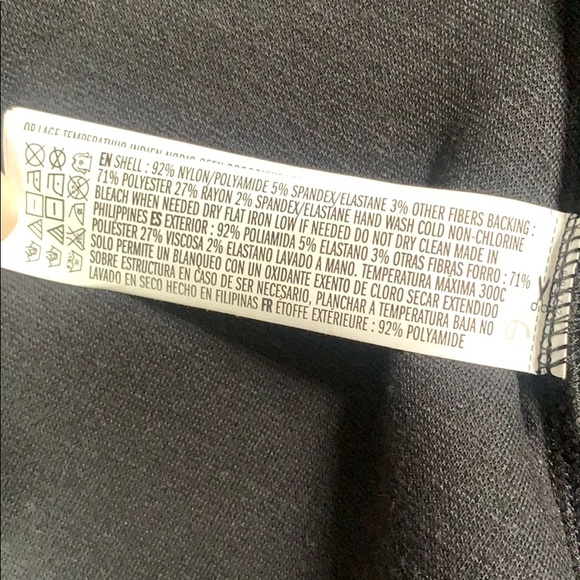 EN SHELL : 92% NYLON/POLYAMIDE 5% SPANDEX/ELASTANE 3% OTHER FIBERS BACKING :
71% POLYESTER 27% RAYON 2% SPANDEX/ELASTANE HAND WASH COLD NON-CHLORINE
BLEACH WHEN NEEDED DRY FLAT IRON LOW IF NEEDED DO NOT DRY CLEAN MADE IN
PHILIPPINES ES EXTERIOR : 92% POLIAMIDA 5% ELASTANO 3% OTRAS FIBRAS FORRO : 71%
POLIÉSTER 27% VISCOSA 2% ELASTANO LAVADO A MANO. TEMPERATURA MAXIMA 300C
SOLO PERMITE UN BLANQUEO CON UN OXIDANTE EXENTO DE CLORO SECAR EXTENDIDO
SOBRE ESTRUCTURA EN CASO DE SER NECESARIO, PLANCHAR A TEMPERATURA BAJA NO
LAVADO EN SECO HECHO EN FILIPINAS FR ÉTOFFE EXTÉRIEURE : 92% POLYAMIDE